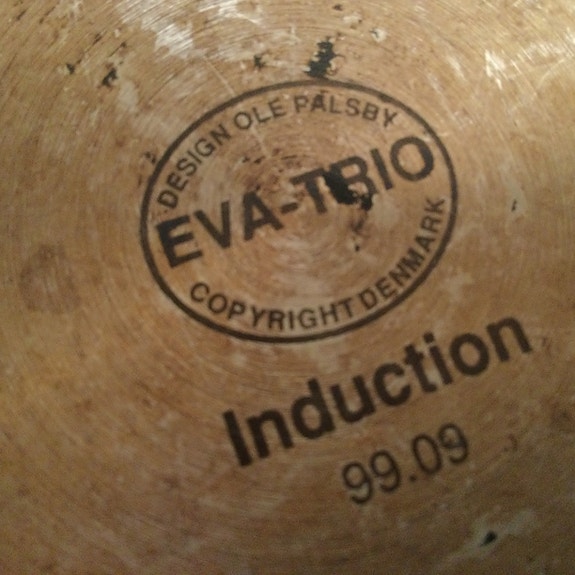 DESIGN OLE PALSBY
EVA-TRIO
COPYRIGHT DENMARK
Induction
99.09